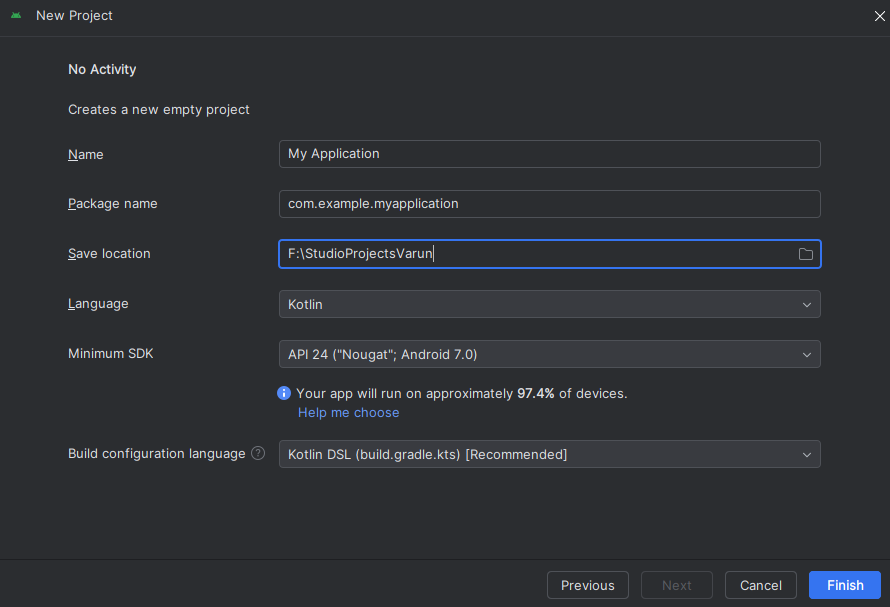 New Project
No Activity
Creates a new empty project
Name My Application
Package name com.example.myapplication
Save location F:\StudioProjectsVarun
Language Kotlin
Minimum SDK API 24 ("Nougat"; Android 7.0)
Your app will run on approximately 97.4% of devices.
Help me choose
Build configuration language ? Kotlin DSL (build.gradle.kts) [Recommended]
Previous Next Cancel Finish